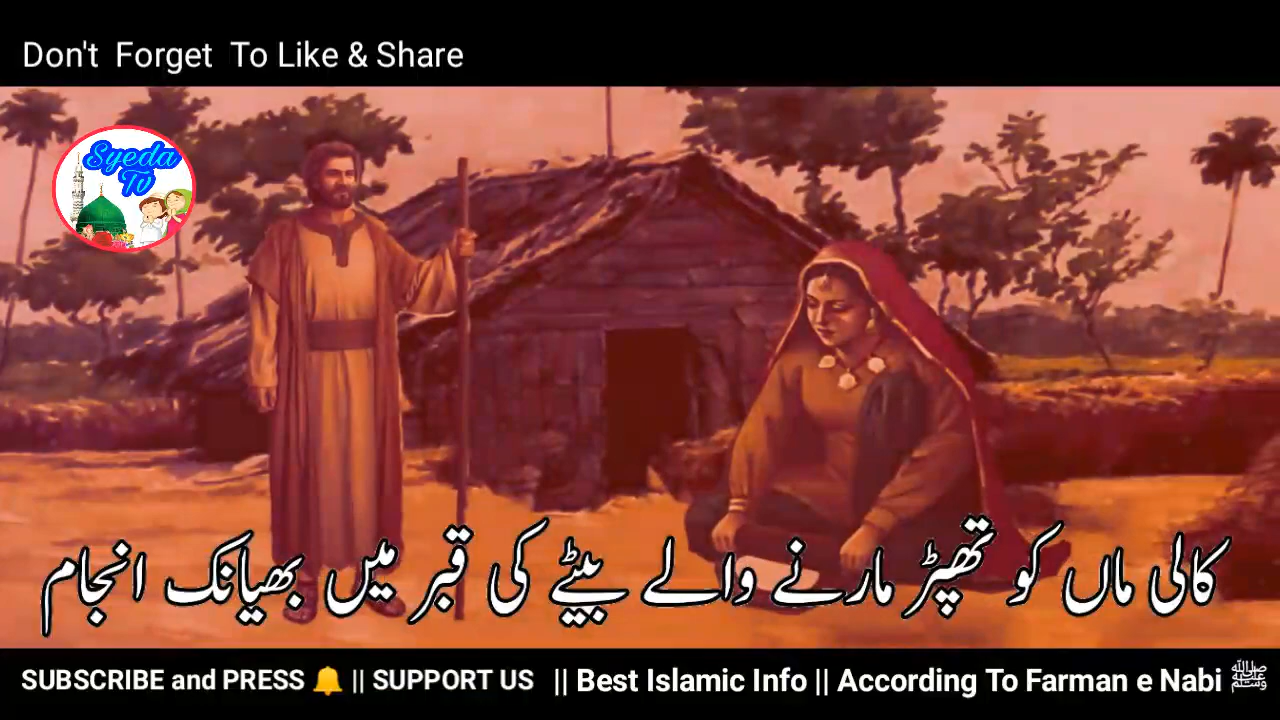 Don't Forget To Like & Share
Syeda
Tv
کالی ماں کو تھپڑ مارنے والے بیٹے کی قبر میں بھیانک انجام
SUBSCRIBE and PRESS 🔔 || SUPPORT US || Best Islamic Info || According To Farman e Nabi ﷺ